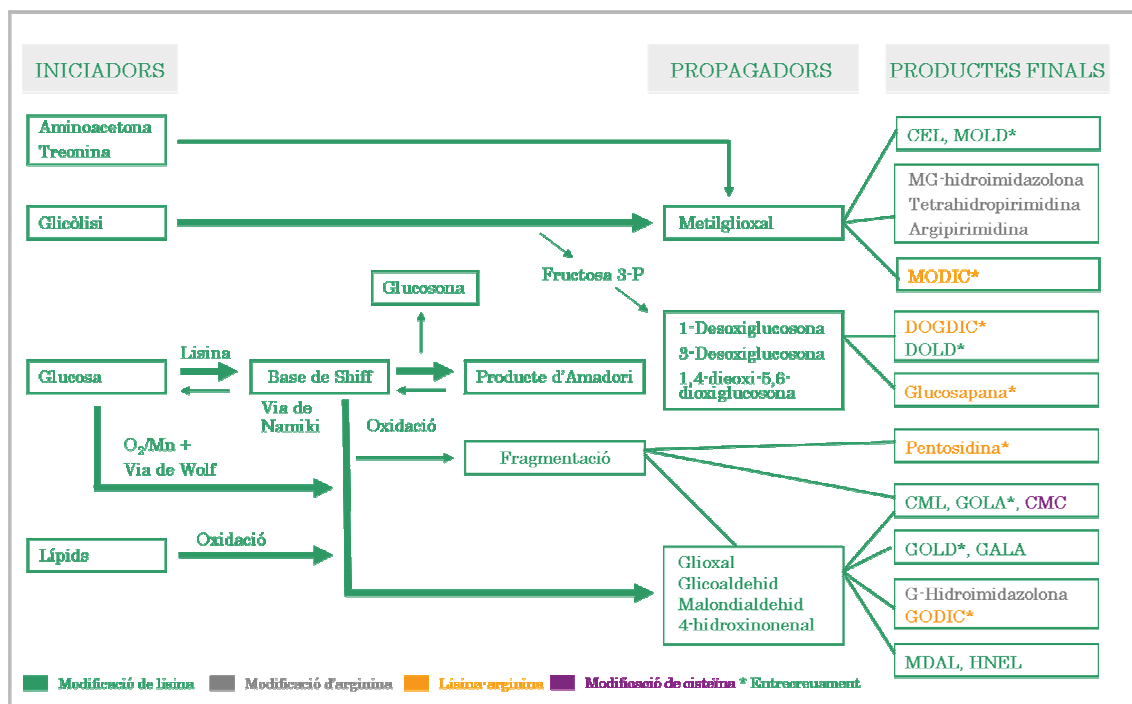 INICIADORS
PROPAGADORS
PRODUCTES FINALS
Aminoacetona
Treonina
CEL, MOLD*
MG-hidroimidazolona
Tetrahidropirimidina
Argipirimidina
Glicòlisi
Metilglioxal
MODIC*
Fructosa 3-P
Glucosona
1-Desoxiglucosona
3-Desoxiglucosona
1,4-dieoxi-5,6-
dioxiglucosona
DOGDIC*
DOLD*
Glucosapana*
Lisina
Glucosa
Base de Shiff
Producte d'Amadori
Via de
Namiki
Oxidació
O₂/Mn +
Via de Wolf
Fragmentació
Pentosidina*
CML, GOLA*, CMC
Lípids
Oxidació
Glioxal
Glicoaldehid
Malondialdehid
4-hidroxinonenal
GOLD*, GALA
G-Hidroimidazolona
GODIC*
MDAL, HNEL
Modificació de lisina
Modificació d'arginina
Lisina-arginina
Modificació de cisteïna * Entrecreuament